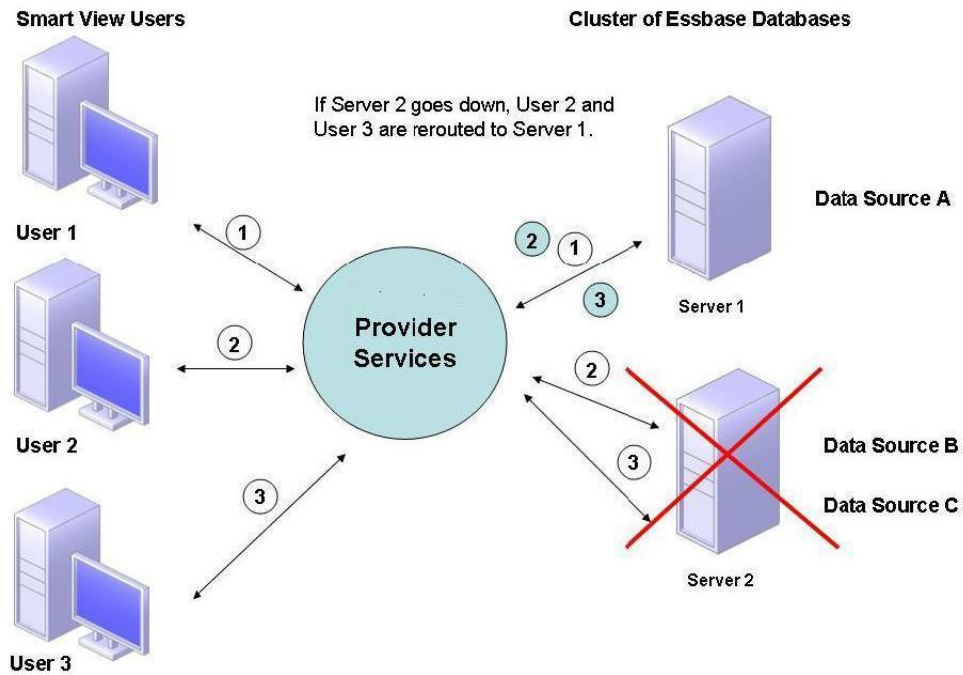 Smart View Users
Cluster of Essbase Databases
If Server 2 goes down, User 2 and
User 3 are rerouted to Server 1.
Data Source A
User 1
1
2
1
3
Server 1
Provider
Services
2
2
User 2
3
3
Data Source B
Data Source C
Server 2
User 3